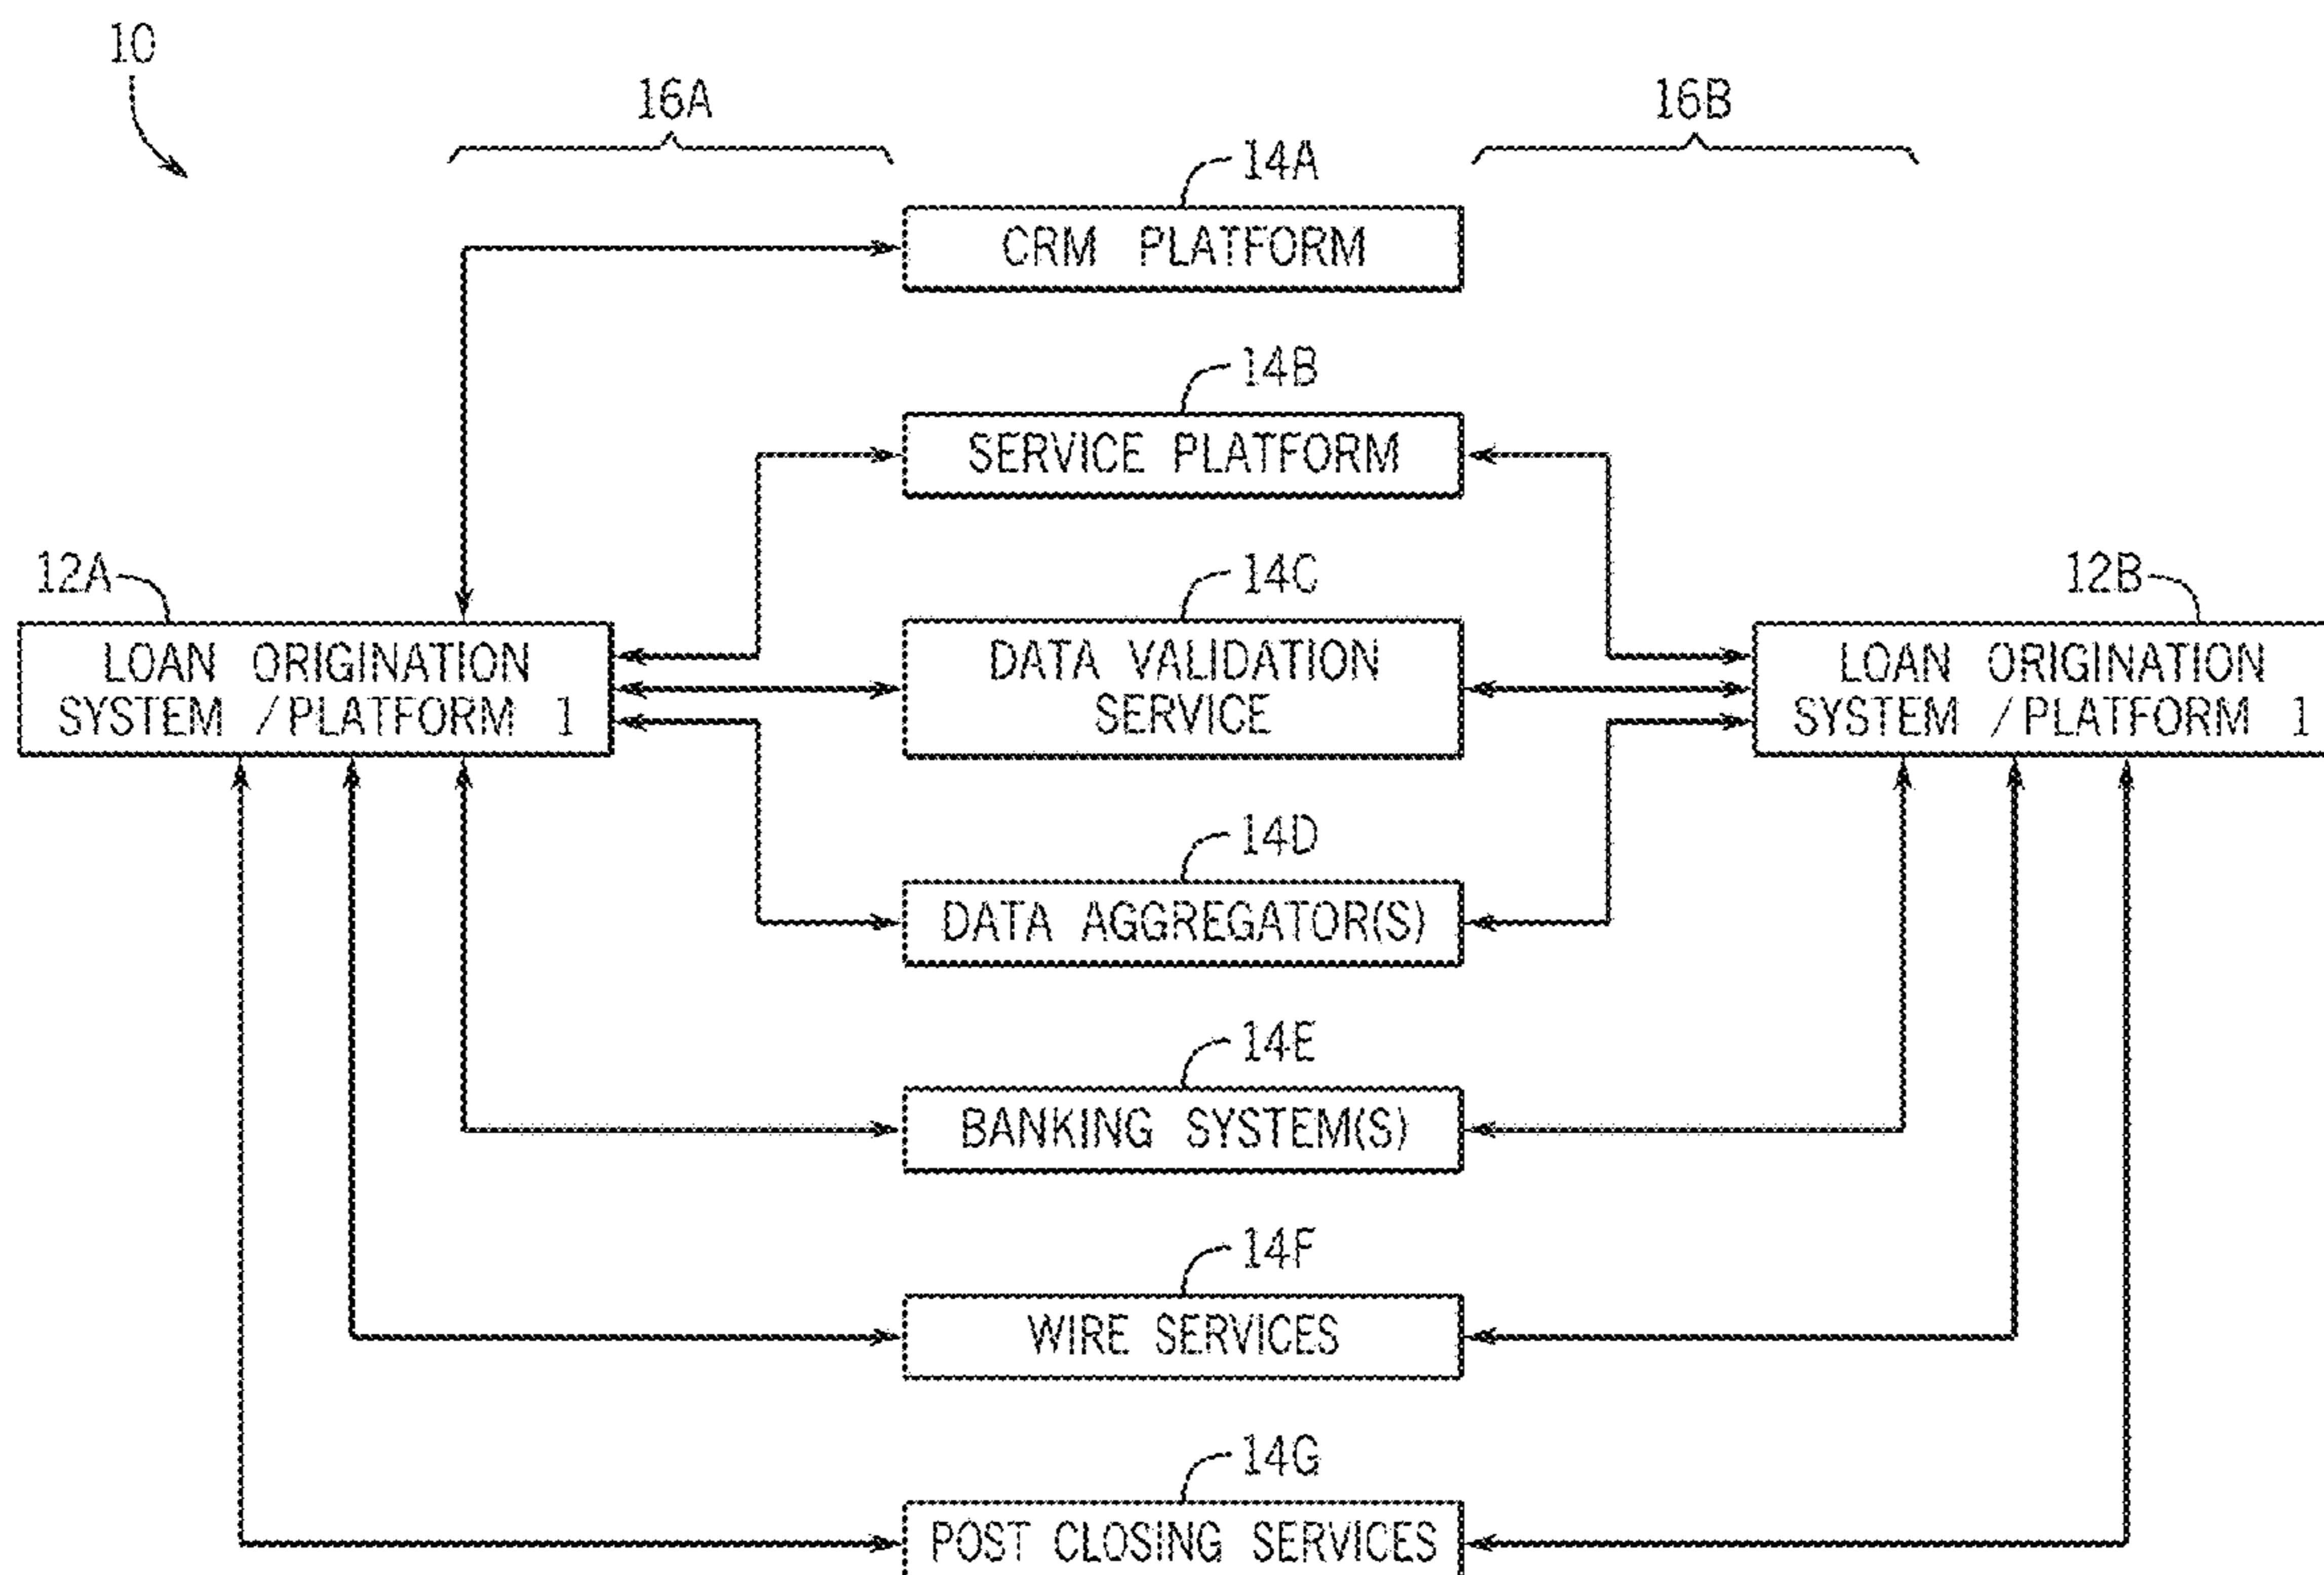 10
16A
16B
14A
CRM PLATFORM
14B
SERVICE PLATFORM
12A
14C
12B
LOAN ORIGINATION
SYSTEM /PLATFORM 1
DATA VALIDATION
SERVICE
LOAN ORIGINATION
SYSTEM /PLATFORM 1
14D
DATA AGGREGATOR(S)
14E
BANKING SYSTEM(S)
14F
WIRE SERVICES
14G
POST CLOSING SERVICES